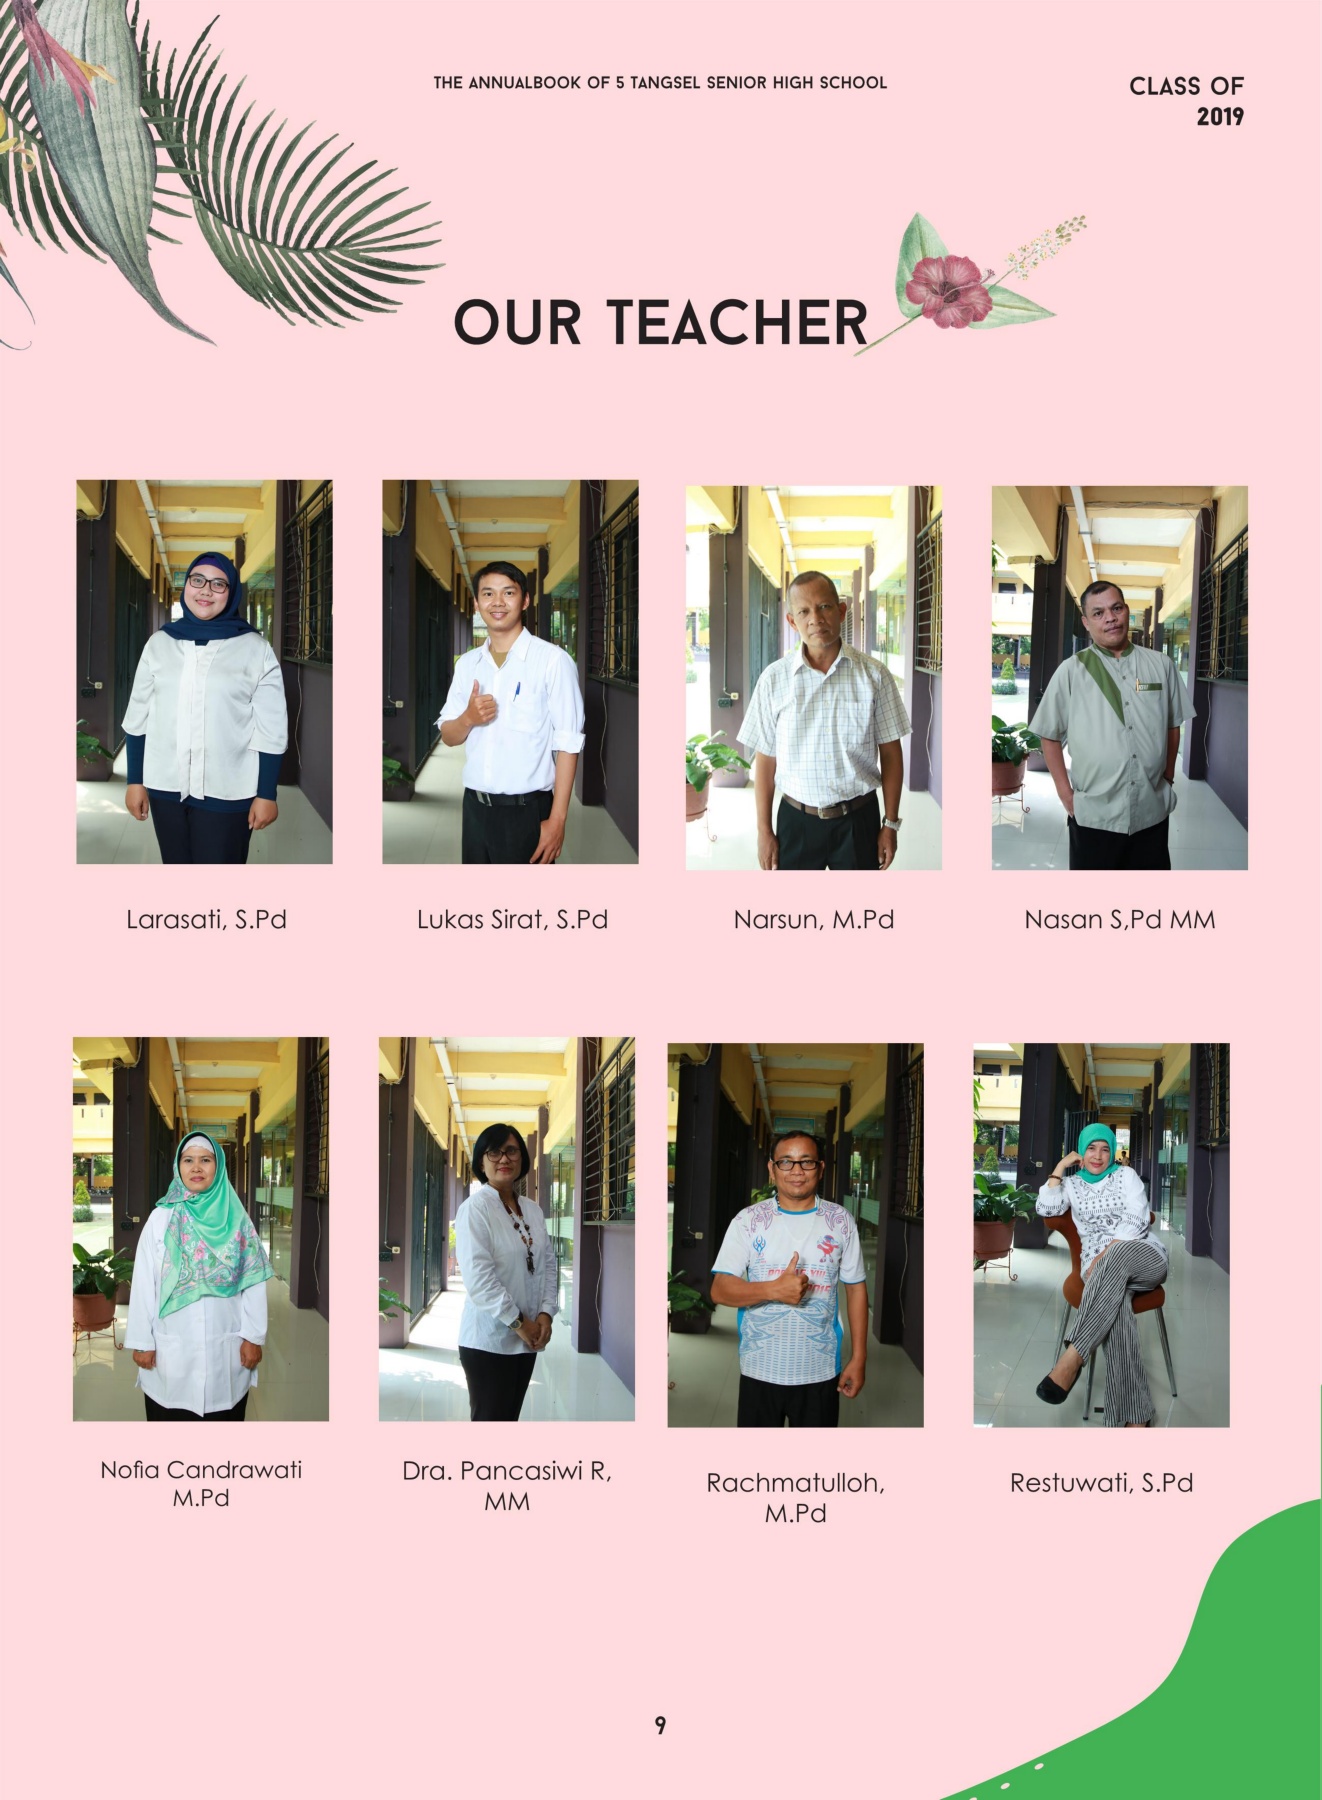 THE ANNUALBOOK OF 5 TANGSEL SENIOR HIGH SCHOOL
CLASS OF
2019
OUR TEACHER
Larasati, S.Pd
Lukas Sirat, S.Pd
Narsun, M.Pd
Nasan S,Pd MM
Nofia Candrawati
M.Pd
Dra. Pancasiwi R,
MM
Rachmatulloh,
M.Pd
Restuwati, S.Pd
9